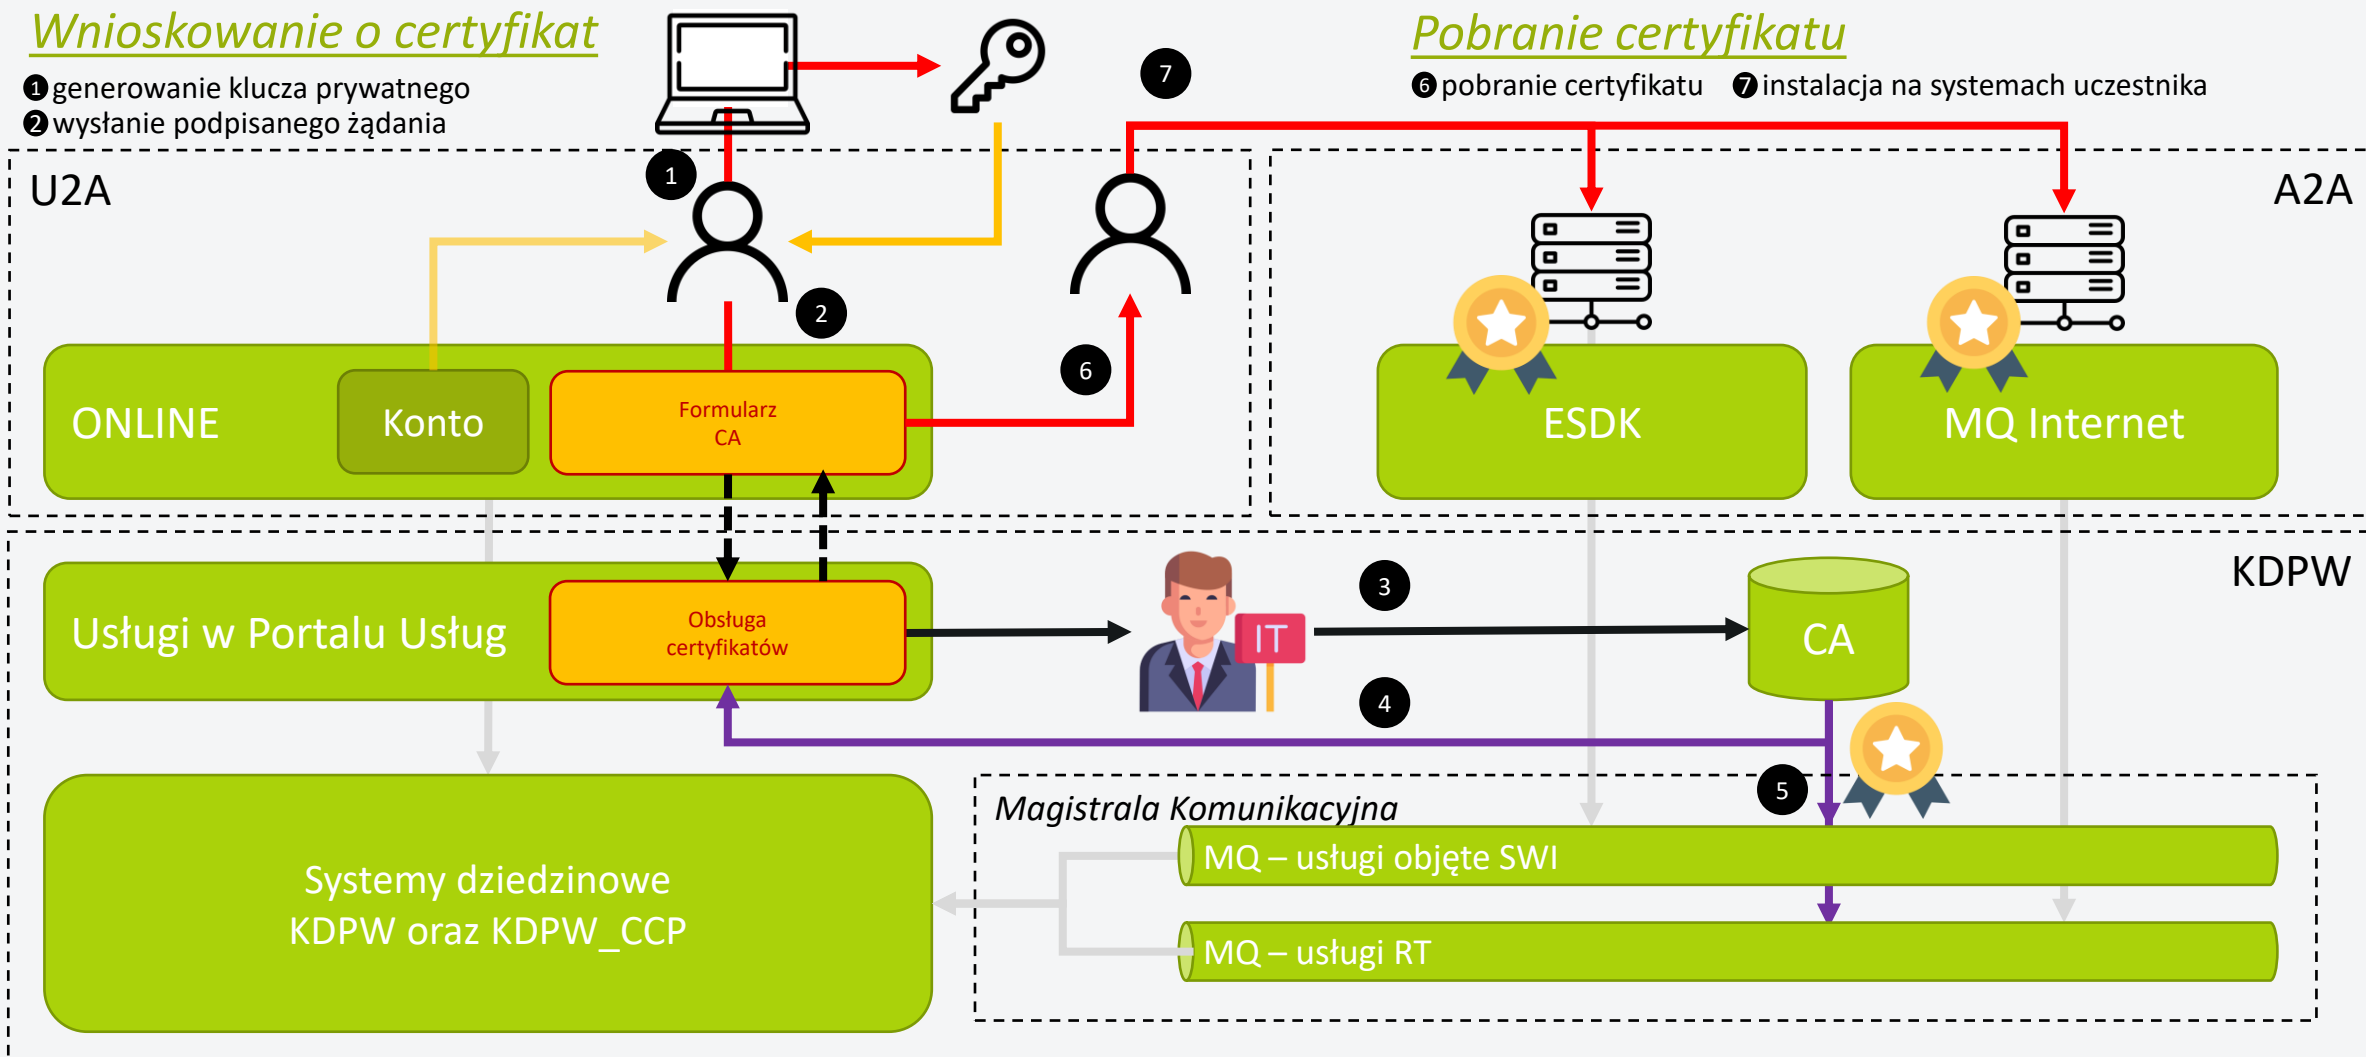 Wnioskowanie o certyfikat
1 generowanie klucza prywatnego
2 wysłanie podpisanego żądania
Pobranie certyfikatu
6 pobranie certyfikatu 7 instalacja na systemach uczestnika
7
U2A
1
A2A
2
6
ONLINE
Konto
Formularz
CA
ESDK
MQ Internet
KDPW
Usługi w Portalu Usług
Obsługa
certyfikatów
IT
3
CA
4
5
Magistrala Komunikacyjna
MQ – usługi objęte SWI
MQ – usługi RT
Systemy dziedzinowe
KDPW oraz KDPW_CCP